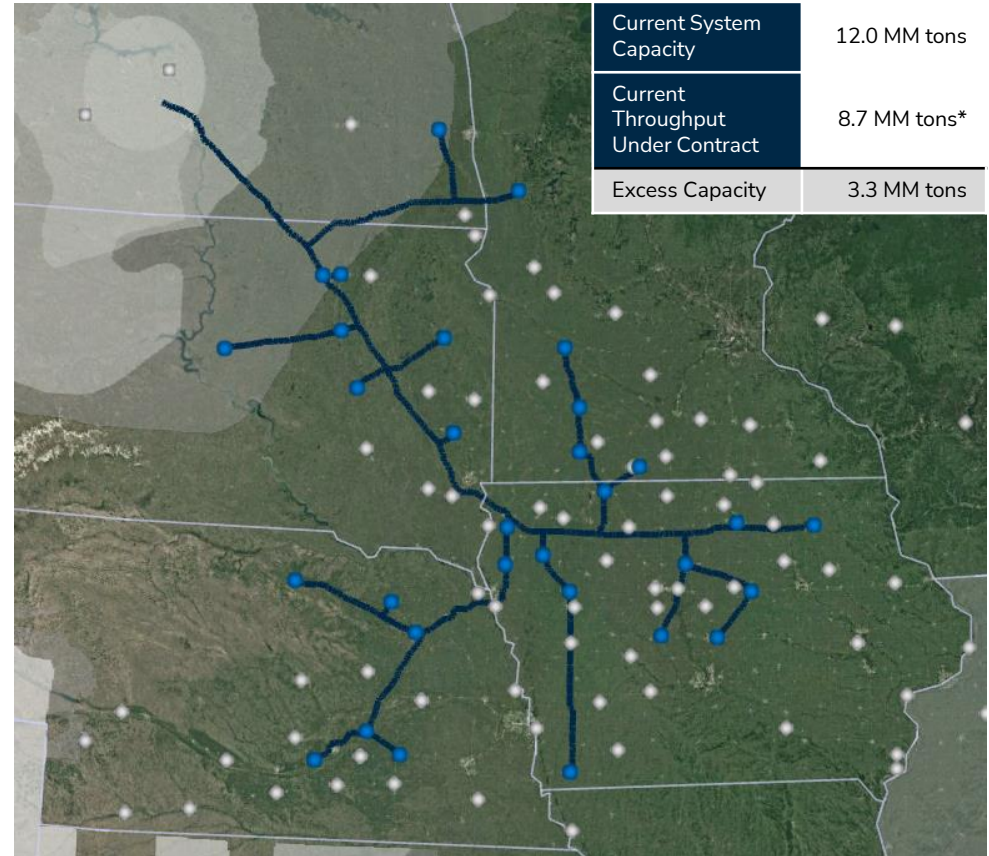 Current System
Capacity
12.0 MM tons
Current
Throughput
Under Contract
8.7 MM tons*
Excess Capacity
3.3 MM tons